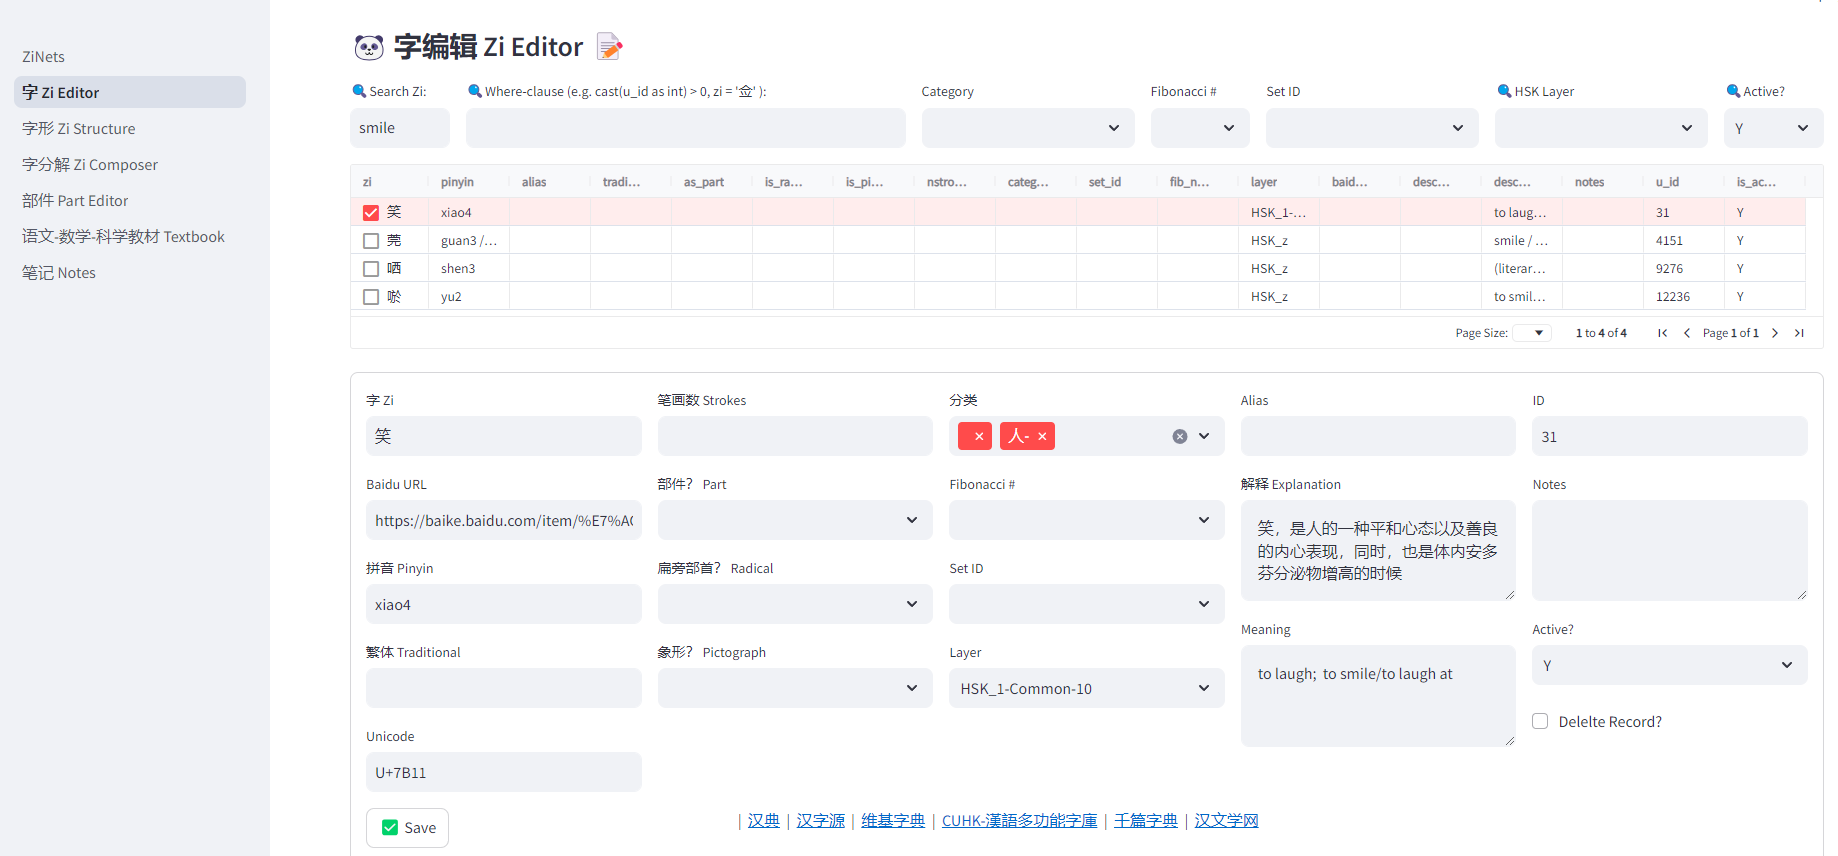 ZiNets
字 Zi Editor
字形 Zi Structure
字分解 Zi Composer
部件 Part Editor
语文-数学-科学教材 Textbook
笔记 Notes
字编辑 Zi Editor
Search Zi: Where-clause (e.g. cast(u_id as int) > 0, zi = '佥' ): Category Fibonacci # Set ID HSK Layer Active?
smile Y
zi pinyin alias tradi... as_part is_ra... is_pi... nstro... categ... set_id fib_n... layer baid... desc... desc... notes u_id is_ac...
笑 xiao4 HSK_1-... to laug... 31 Y
莞 guan3 /... HSK_z smile / ... 4151 Y
哂 shen3 HSK_z (literar... 9276 Y
唹 yu2 HSK_z to smil... 12236 Y
Page Size: 1 to 4 of 4 Page 1 of 1
字 Zi 笔画数 Strokes 分类 Alias ID
笑 人- 31
Baidu URL 部件？ Part Fibonacci # 解释 Explanation Notes
https://baike.baidu.com/item/%E7%A
笑，是人的一种平和心态以及善良
的内心表现，同时，也是体内安多
芬分泌物增高的时候
拼音 Pinyin 扁旁部首？ Radical Set ID
xiao4
Meaning Active?
to laugh; to smile/to laugh at Y
繁体 Traditional 象形？ Pictograph Layer
HSK_1-Common-10
Delelte Record?
Unicode
U+7B11
Save
| 汉典 | 汉字源 | 维基字典 | CUHK-漢語多功能字庫 | 千篇字典 | 汉文学网